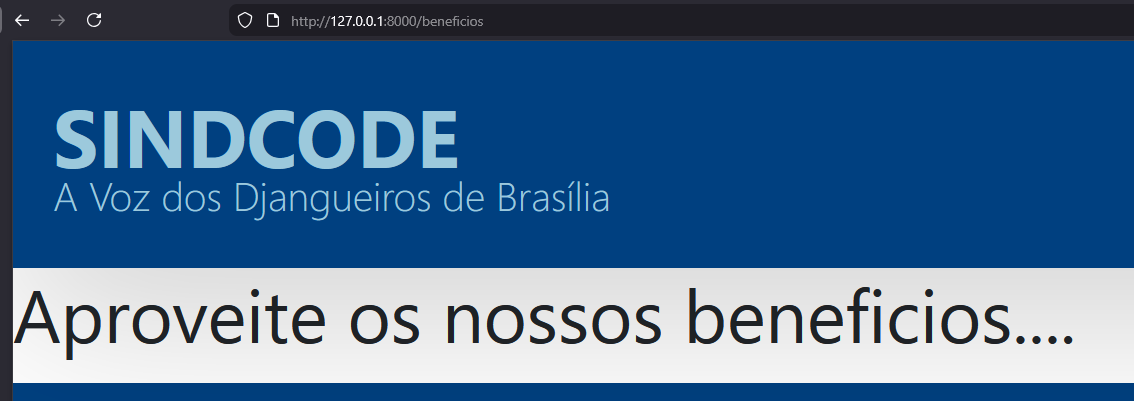 http://127.0.0.1:8000/beneficios
SINDCODE
A Voz dos Djangueiros de Brasília
Aproveite os nossos beneficios....